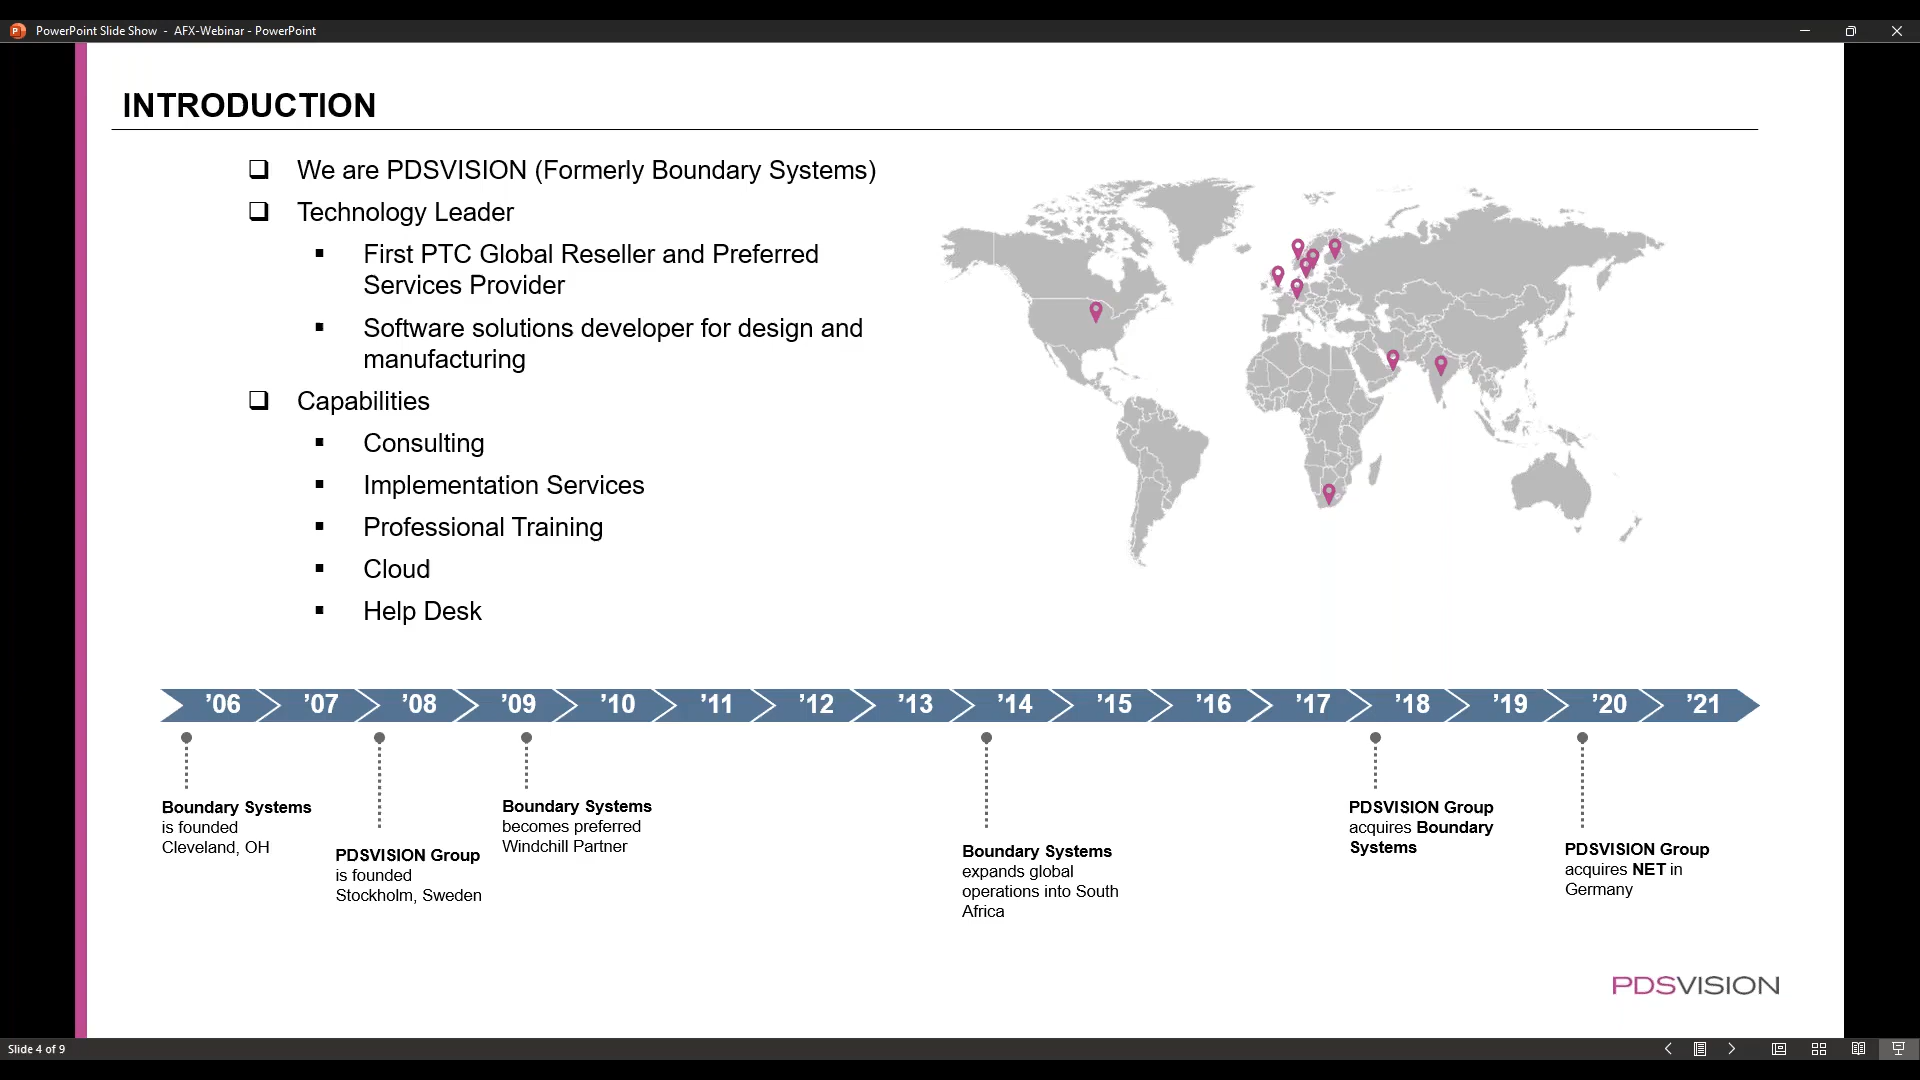 PowerPoint Slide Show - AFX-Webinar - PowerPoint
INTRODUCTION
We are PDSVISION (Formerly Boundary Systems)
Technology Leader
First PTC Global Reseller and Preferred
Services Provider
Software solutions developer for design and
manufacturing
Capabilities
Consulting
Implementation Services
Professional Training
Cloud
Help Desk
’06 ’07 ’08 ’09 ’10 ’11 ’12 ’13 ’14 ’15 ’16 ’17 ’18 ’19 ’20 ’21
Boundary Systems
is founded
Cleveland, OH
PDSVISION Group
is founded
Stockholm, Sweden
Boundary Systems
becomes preferred
Windchill Partner
Boundary Systems
expands global
operations into South
Africa
PDSVISION Group
acquires Boundary
Systems
PDSVISION Group
acquires NET in
Germany
PDSVISION
Slide 4 of 9